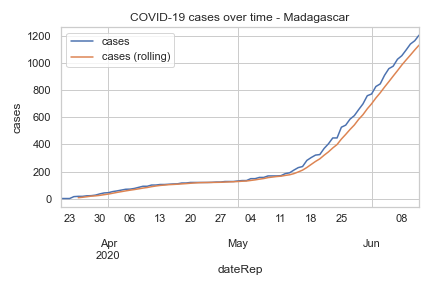 COVID-19 cases over time - Madagascar
cases
cases (rolling)
1200
1000
800
600
400
200
0
cases
23 30 06 13 20 27 04 11 18 25 08
Apr May Jun
2020
dateRep